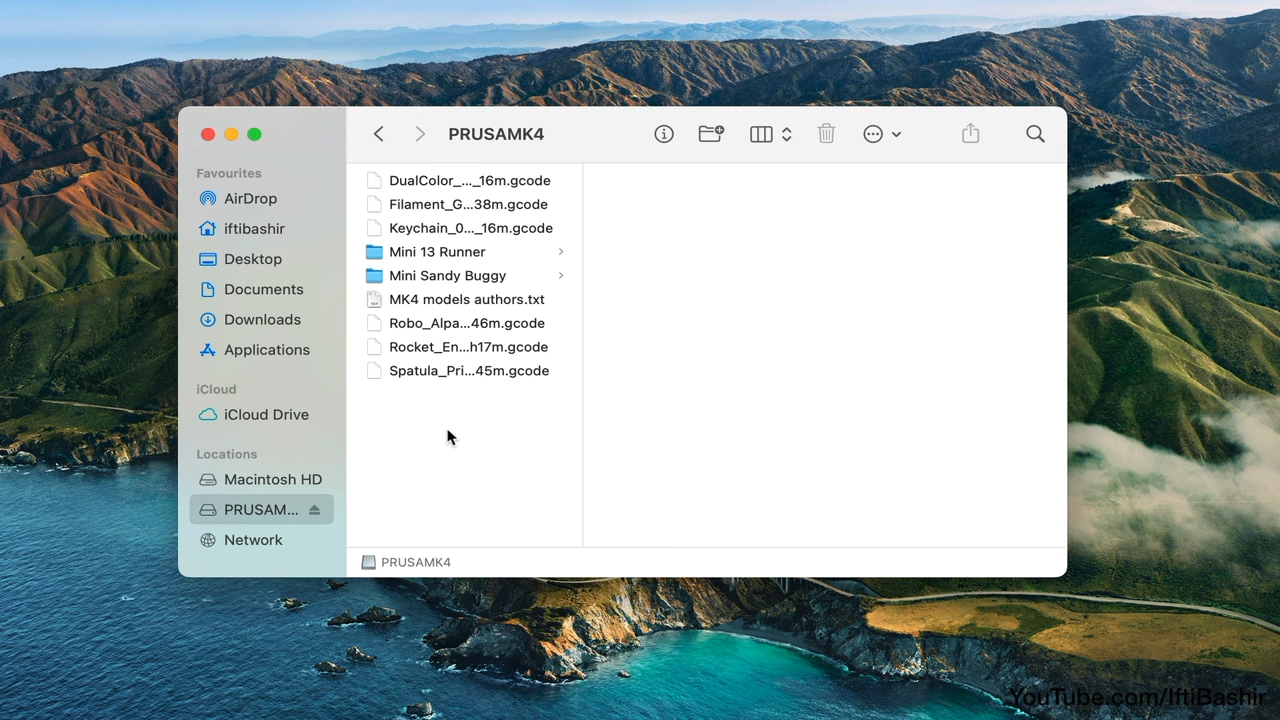 PRUSAMK4
Favourites
AirDrop
iftibashir
Desktop
Documents
Downloads
Applications
iCloud
iCloud Drive
Locations
Macintosh HD
PRUSAM...
Network
DualColor_..._16m.gcode
Filament_G...38m.gcode
Keychain_0..._16m.gcode
Mini 13 Runner
Mini Sandy Buggy
MK4 models authors.txt
Robo_Alpa...46m.gcode
Rocket_En...h17m.gcode
Spatula_Pri...45m.gcode
PRUSAMK4
YouTube.com/IftiBashir